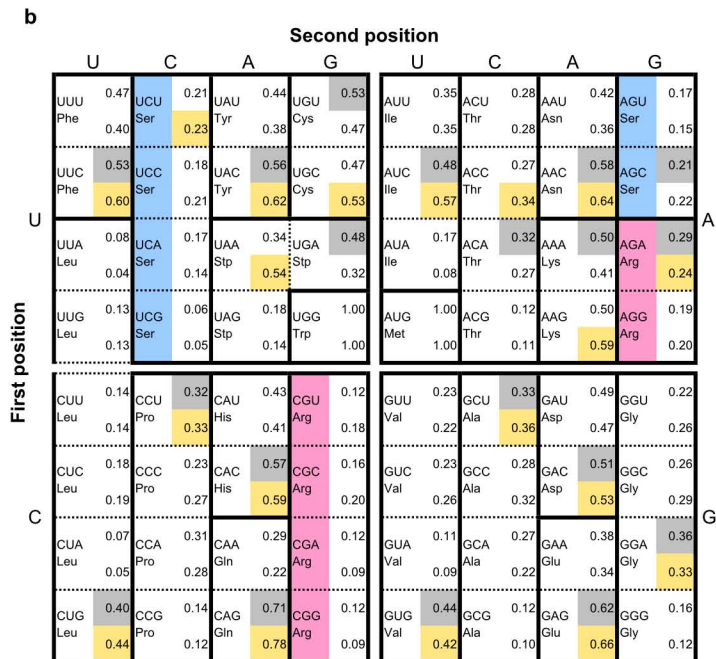 b
Second position
U C A G U C A G
First position
UUU 0.47 UCU 0.21 UAU 0.44 UGU 0.53 AUU 0.35 ACU 0.28 AAU 0.42 AGU 0.17
Phe 0.40 Ser 0.23 Tyr 0.38 Cys 0.47 Ile 0.35 Thr 0.28 Asn 0.36 Ser 0.15
UUC 0.53 UCC 0.18 UAC 0.56 UGC 0.47 AUC 0.48 ACC 0.27 AAC 0.58 AGC 0.21
Phe 0.60 Ser 0.21 Tyr 0.62 Cys 0.53 Ile 0.57 Thr 0.34 Asn 0.64 Ser 0.22
U A
UUA 0.08 UCA 0.17 UAA 0.34 UGA 0.48 AUA 0.17 ACA 0.32 AAA 0.50 AGA 0.29
Leu 0.04 Ser 0.14 Stp 0.54 Stp 0.32 Ile 0.08 Thr 0.27 Lys 0.41 Arg 0.24
UUG 0.13 UCG 0.06 UAG 0.18 UGG 1.00 AUG 1.00 ACG 0.12 AAG 0.50 AGG 0.19
Leu 0.13 Ser 0.05 Stp 0.14 Trp 1.00 Met 1.00 Thr 0.11 Lys 0.59 Arg 0.20
CUU 0.14 CCU 0.32 CAU 0.43 CGU 0.12 GUU 0.23 GCU 0.33 GAU 0.49 GGU 0.22
Leu 0.14 Pro 0.33 His 0.41 Arg 0.18 Val 0.22 Ala 0.36 Asp 0.47 Gly 0.26
CUC 0.18 CCC 0.23 CAC 0.57 CGC 0.16 GUC 0.23 GCC 0.28 GAC 0.51 GGC 0.26
Leu 0.19 Pro 0.27 His 0.59 Arg 0.20 Val 0.26 Ala 0.32 Asp 0.53 Gly 0.29
C G
CUA 0.07 CCA 0.31 CAA 0.29 CGA 0.12 GUA 0.11 GCA 0.27 GAA 0.38 GGA 0.36
Leu 0.05 Pro 0.28 Gln 0.22 Arg 0.09 Val 0.09 Ala 0.22 Glu 0.34 Gly 0.33
CUG 0.40 CCG 0.14 CAG 0.71 CGG 0.12 GUG 0.44 GCG 0.12 GAG 0.62 GGG 0.16
Leu 0.44 Pro 0.12 Gln 0.78 Arg 0.09 Val 0.42 Ala 0.10 Glu 0.66 Gly 0.12